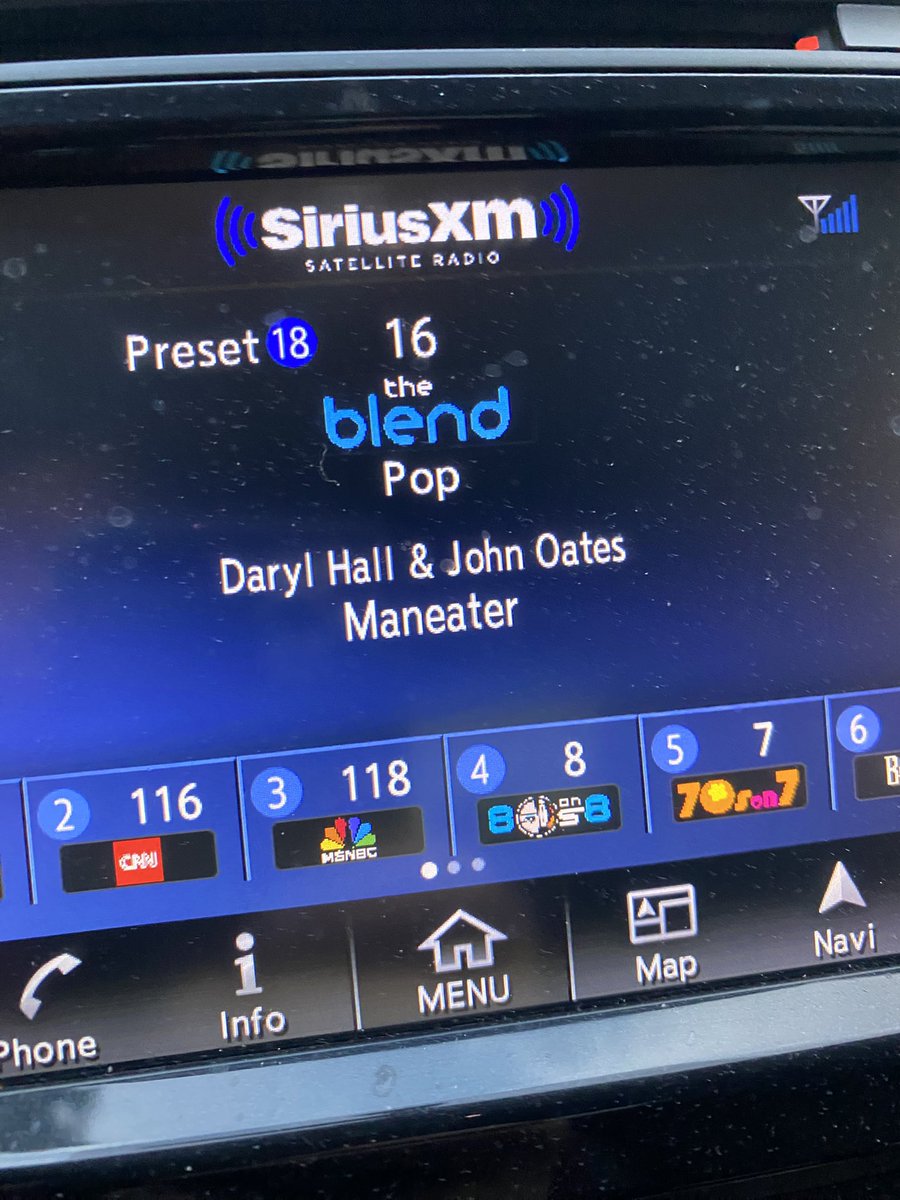 SiriusXM
SATELLITE RADIO
Preset 18 16
the
blend
Pop
Daryl Hall & John Oates
Maneater
2 116
CNN
3 118
MSNBC
4 8
80s on 8
5 7
70s on 7
6
Phone
Info
MENU
Map
Navi